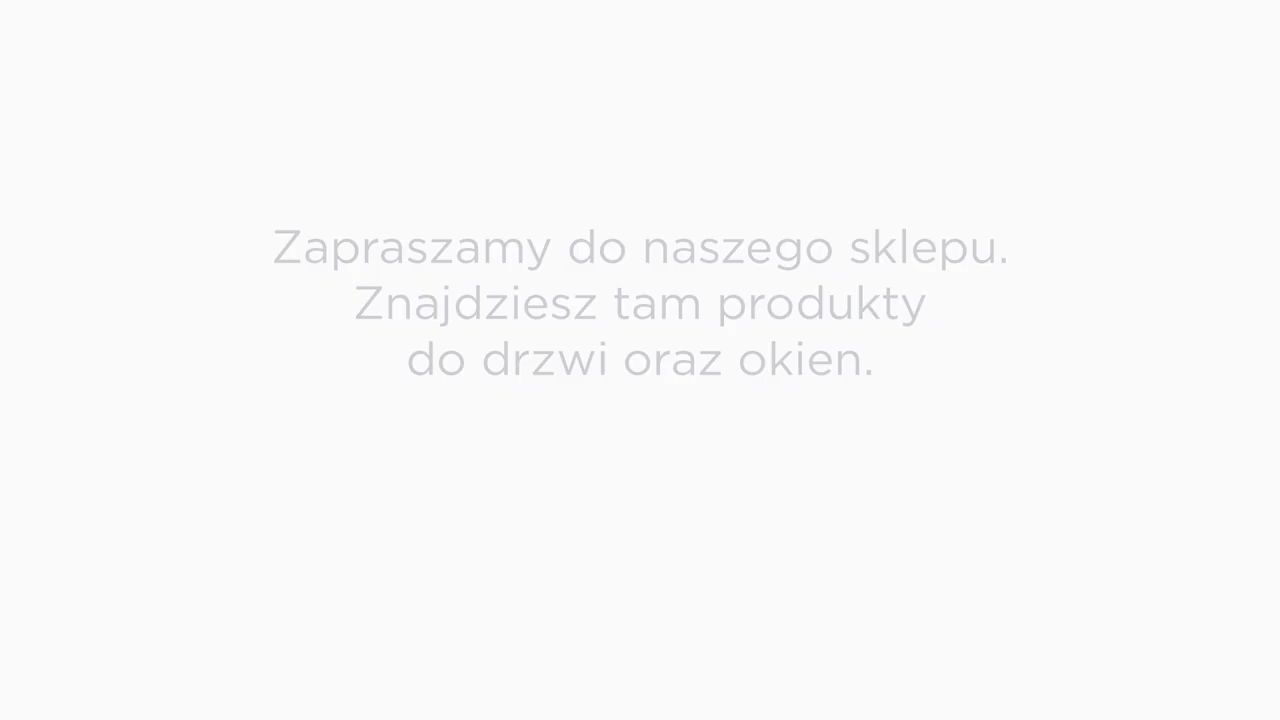 Zapraszamy do naszego sklepu.
Znajdziesz tam produkty
do drzwi oraz okien.